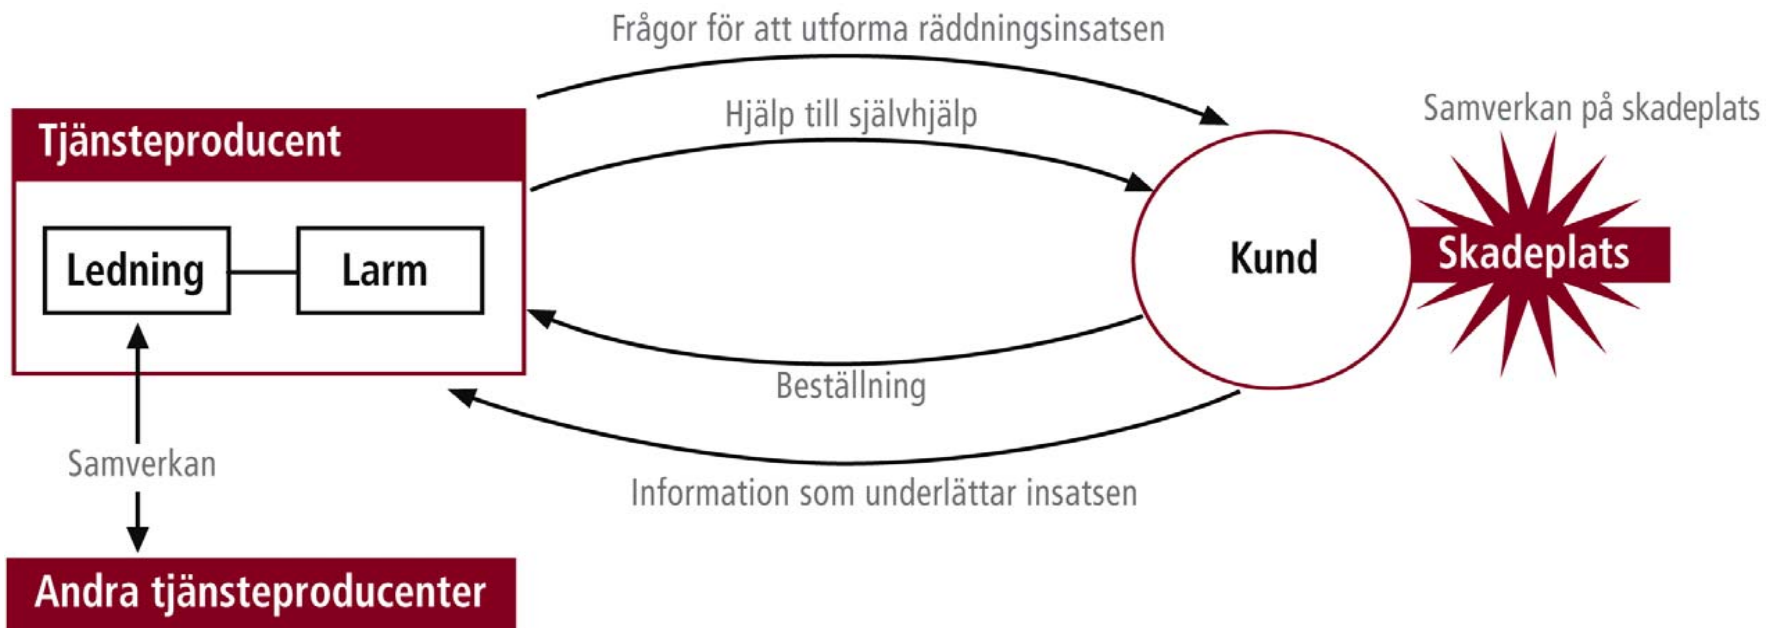 Frågor för att utforma räddningsinsatsen
Hjälp till självhjälp
Samverkan på skadeplats
Tjänsteproducent
Ledning
Larm
Kund
Skadeplats
Beställning
Samverkan
Information som underlättar insatsen
Andra tjänsteproducenter